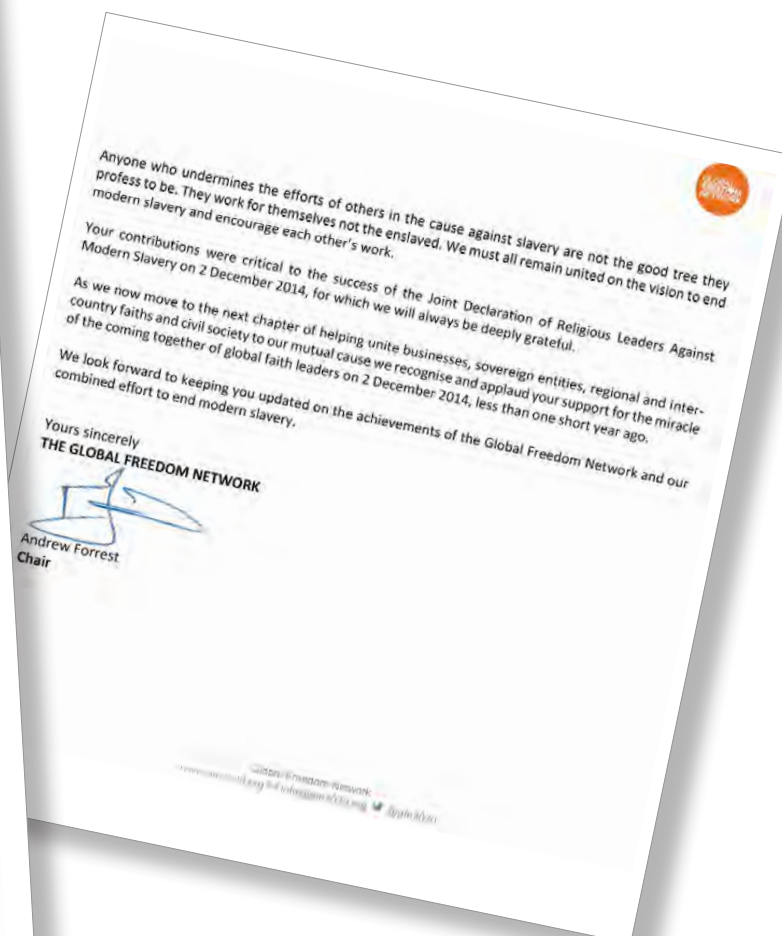 GLOBAL
FREEDOM
NETWORK
Anyone who undermines the efforts of others in the cause against slavery are not the good tree they
profess to be. They work for themselves not the enslaved. We must all remain united on the vision to end
modern slavery and encourage each other's work.
Your contributions were critical to the success of the Joint Declaration of Religious Leaders Against
Modern Slavery on 2 December 2014, for which we will always be deeply grateful.
As we now move to the next chapter of helping unite businesses, sovereign entities, regional and inter-
country faiths and civil society to our mutual cause we recognise and applaud your support for the miracle
of the coming together of global faith leaders on 2 December 2014, less than one short year ago.
We look forward to keeping you updated on the achievements of the Global Freedom Network and our
combined effort to end modern slavery.
Yours sincerely
THE GLOBAL FREEDOM NETWORK
Andrew Forrest
Chair
Global Freedom Network